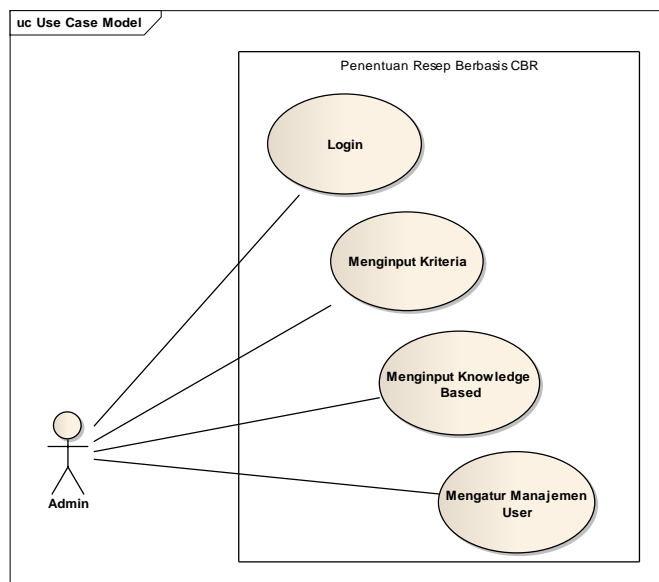 uc Use Case Model
Penentuan Resep Berbasis CBR
Login
Menginput Kriteria
Menginput Knowledge
Based
Mengatur Manajemen
User
Admin